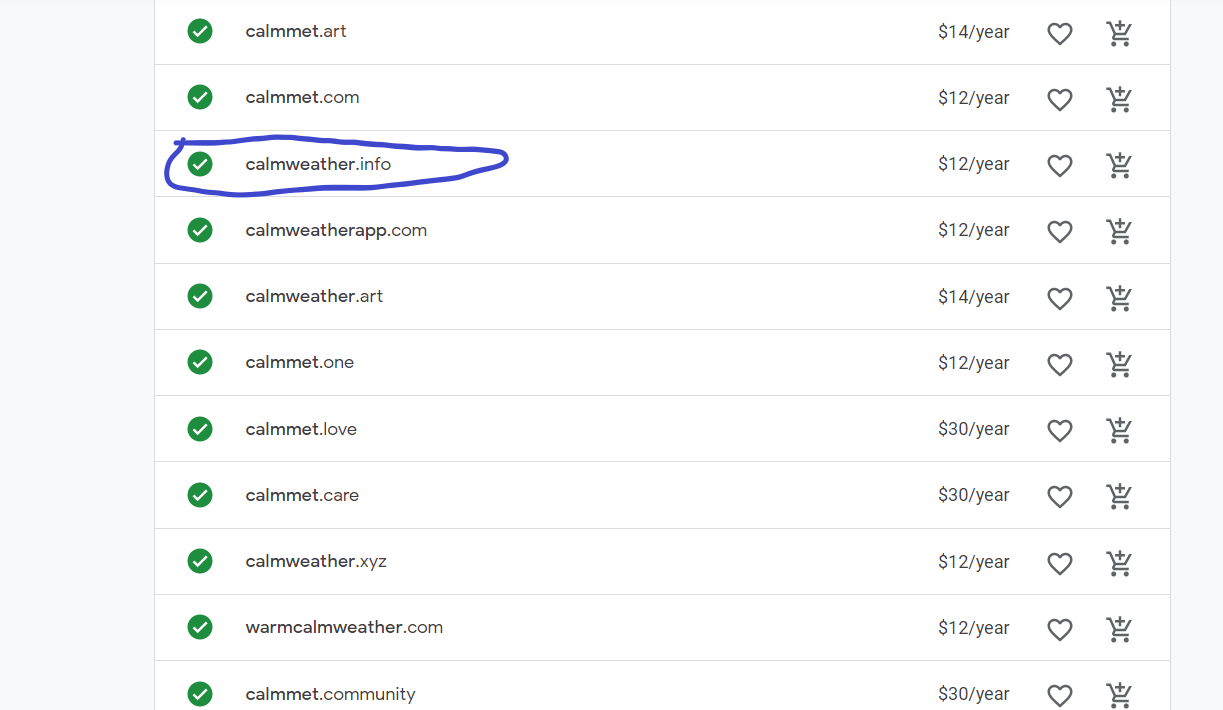 calmmet.art $14/year
calmmet.com $12/year
calmweather.info $12/year
calmweatherapp.com $12/year
calmweather.art $14/year
calmmet.one $12/year
calmmet.love $30/year
calmmet.care $30/year
calmweather.xyz $12/year
warmcalmweather.com $12/year
calmmet.community $30/year